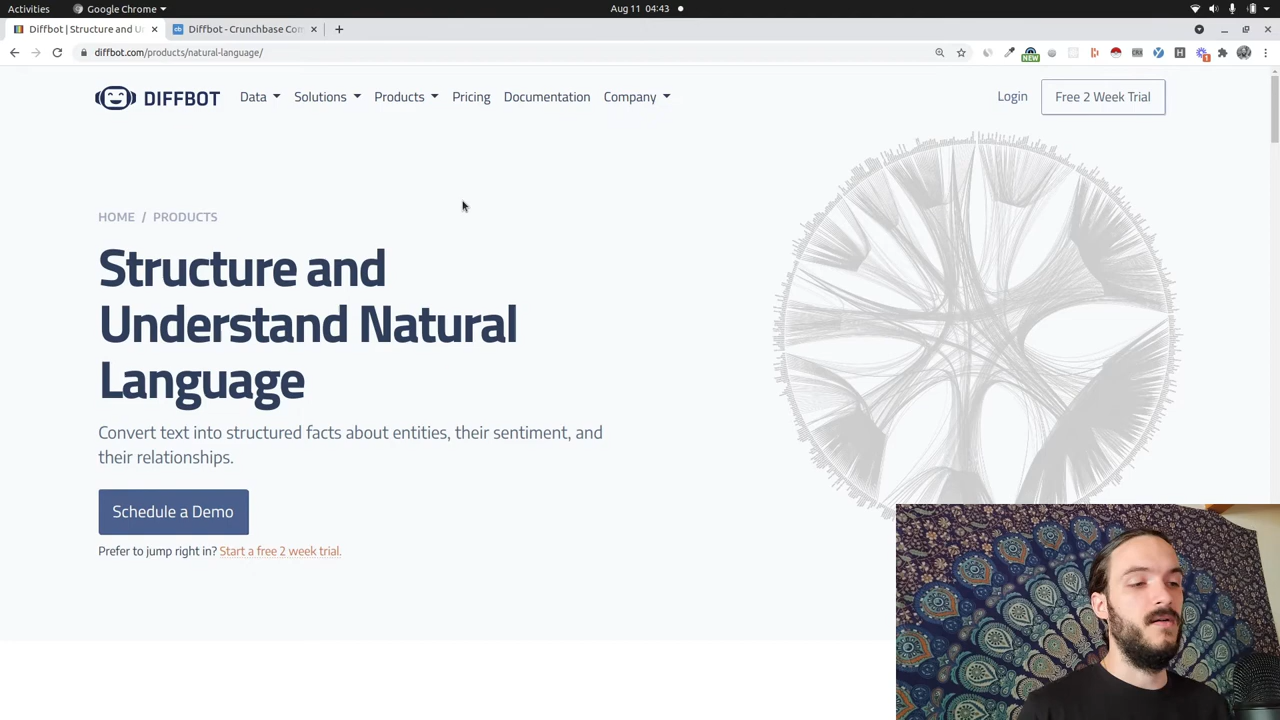 Activities
Google Chrome
Aug 11 04:43
Diffbot | Structure and U
Diffbot - Crunchbase Com
diffbot.com/products/natural-language/
NEW
1
DIFFBOT
Data
Solutions
Products
Pricing
Documentation
Company
Login
Free 2 Week Trial
HOME / PRODUCTS
Structure and
Understand Natural
Language
Convert text into structured facts about entities, their sentiment, and
their relationships.
Schedule a Demo
Prefer to jump right in? Start a free 2 week trial.